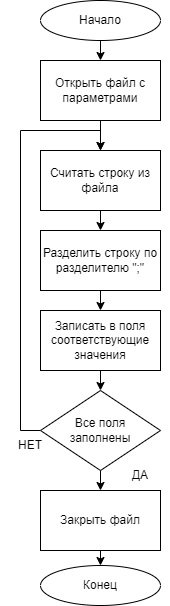 Начало
Открыть файл с
параметрами
Считать строку из
файла
Разделить строку по
разделителю ";"
Записать в поля
соответствующие
значения
Все поля
заполнены
НЕТ
ДА
Закрыть файл
Конец